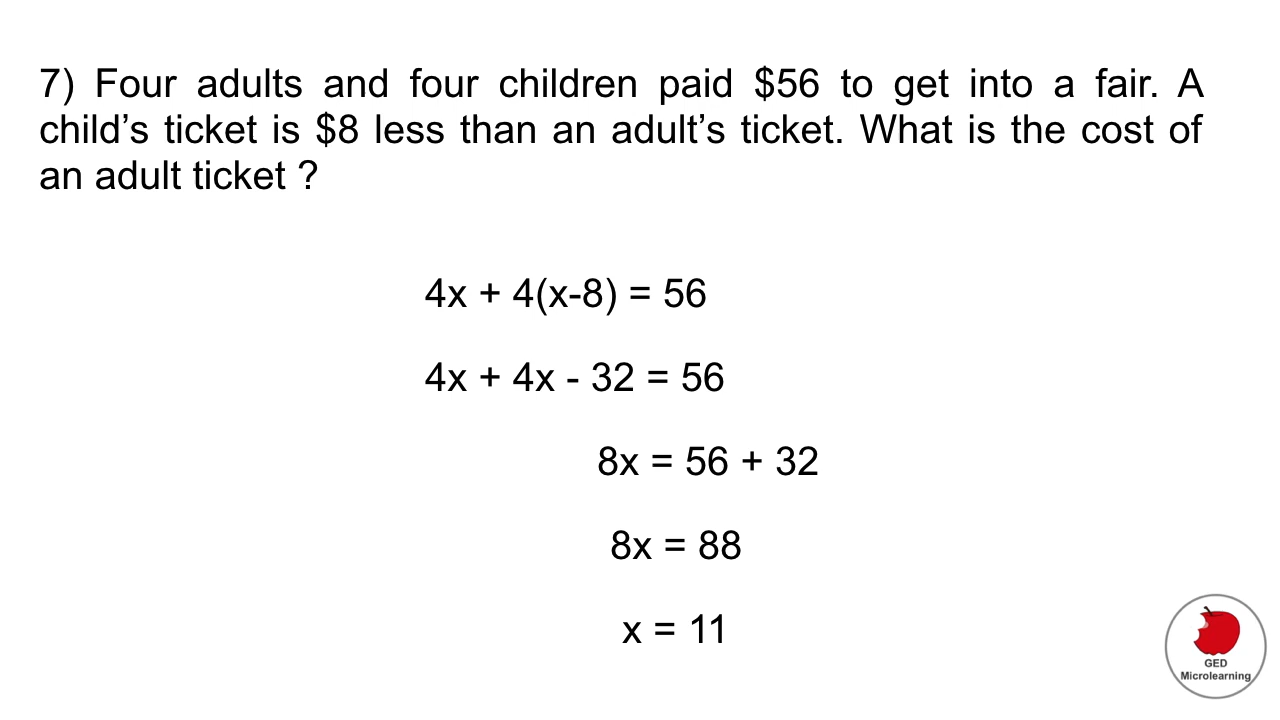 7) Four adults and four children paid $56 to get into a fair. A
child’s ticket is $8 less than an adult’s ticket. What is the cost of
an adult ticket ?
4x + 4(x-8) = 56
4x + 4x - 32 = 56
8x = 56 + 32
8x = 88
x = 11
GED
Microlearning